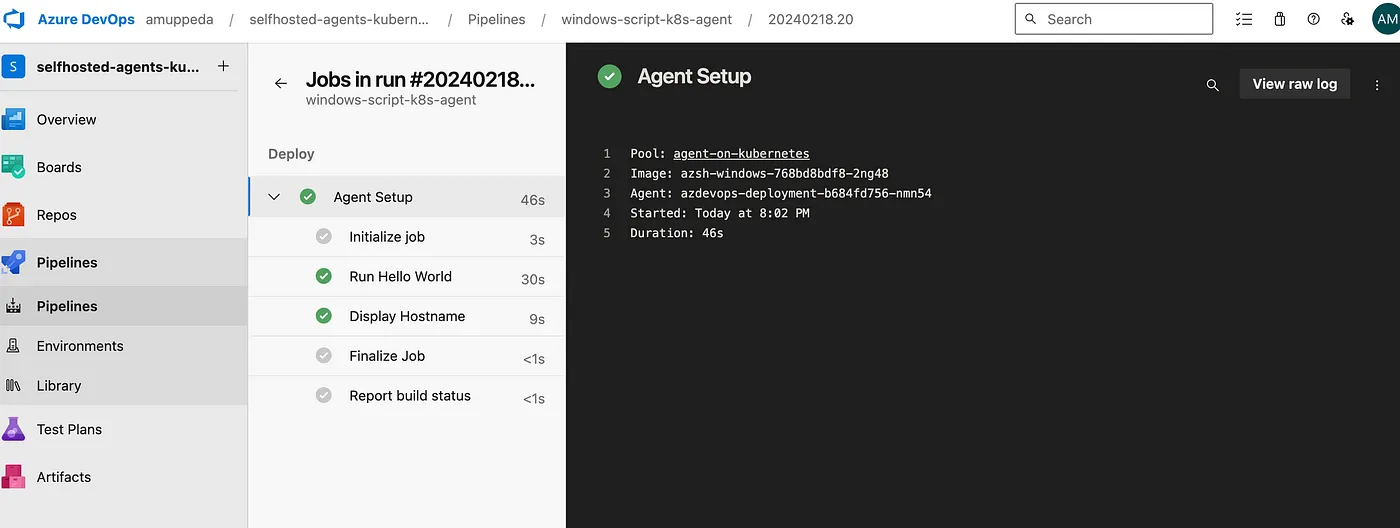 Azure DevOps amuppeda / selfhosted-agents-kubern... / Pipelines / windows-script-k8s-agent / 20240218.20
Search
AM
S selfhosted-agents-ku... +
Overview
Boards
Repos
Pipelines
Pipelines
Environments
Library
Test Plans
Artifacts
Jobs in run #20240218...
windows-script-k8s-agent
Deploy
Agent Setup 46s
Initialize job 3s
Run Hello World 30s
Display Hostname 9s
Finalize Job <1s
Report build status <1s
Agent Setup
View raw log
1 Pool: agent-on-kubernetes
2 Image: azsh-windows-768bd8bdf8-2ng48
3 Agent: azdevops-deployment-b684fd756-nmn54
4 Started: Today at 8:02 PM
5 Duration: 46s